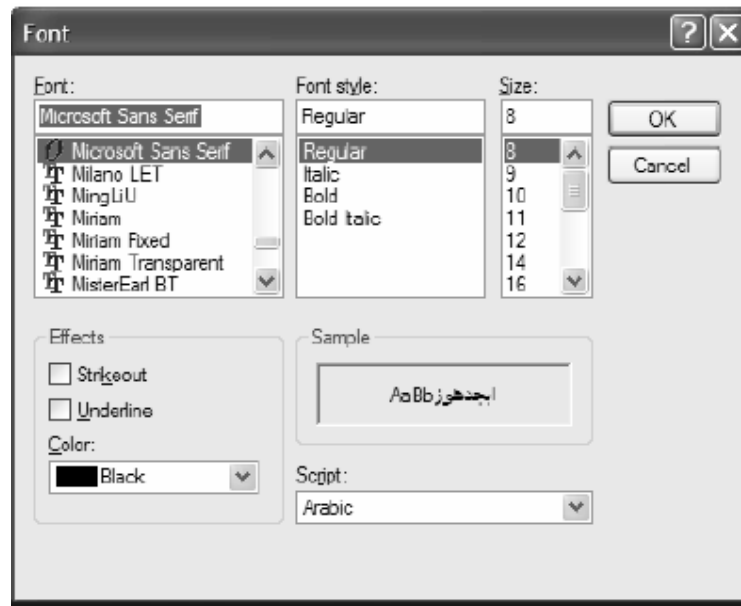 Font
Font:
Font style:
Size:
Microsoft Sans Serif
Regular
8
OK
Microsoft Sans Serif
Regular
8
Milano LET
Italic
9
Cancel
MingLiU
Bold
10
Miriam
Bold Italic
11
Miriam Fixed
12
Miriam Transparent
14
MisterEarl BT
16
Effects
Sample
Strikeout
AaBbابجدهوز
Underline
Color:
Black
Script:
Arabic